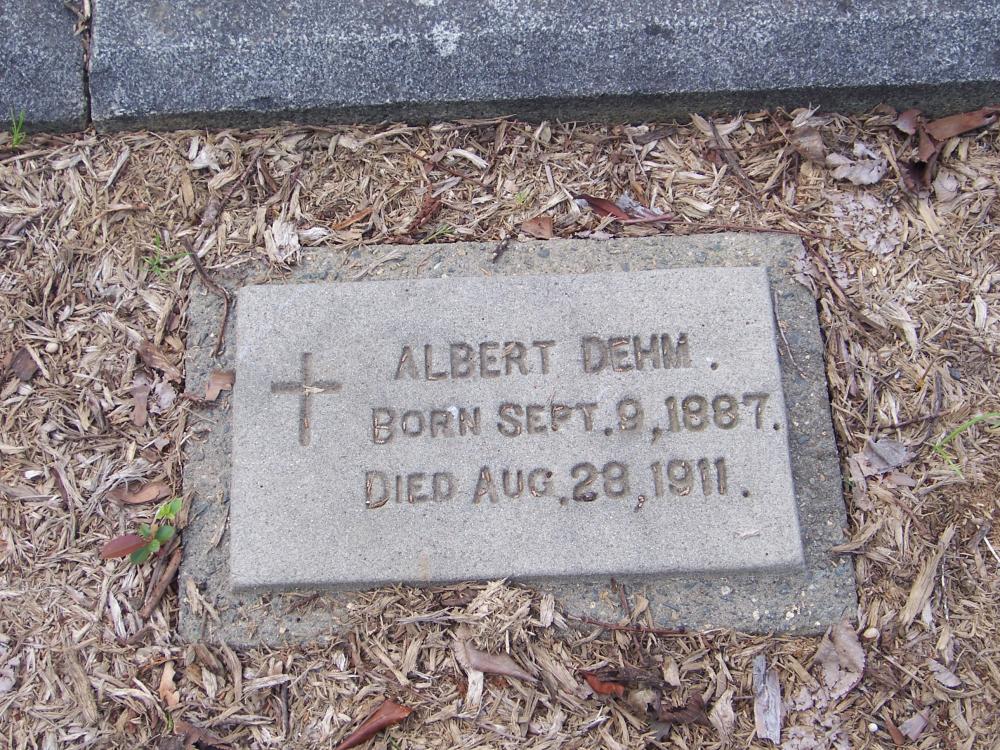 ALBERT DEHM.
BORN SEPT. 9, 1887.
DIED AUG, 28, 1911.